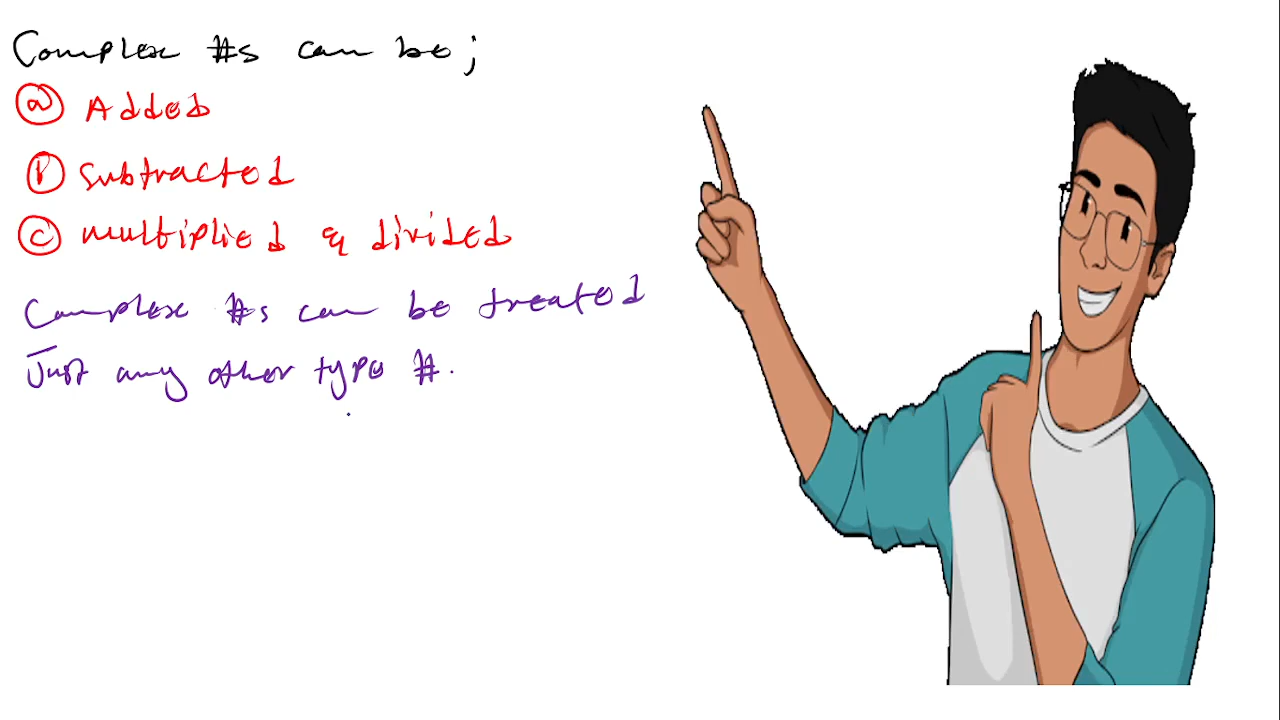 Complex #s can be;
(a) Added
(b) Subtracted
(c) multiplied & divided
Complex #s can be treated
Just any other type #.